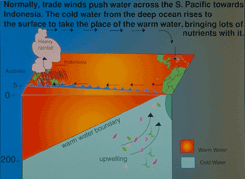 Normally, trade winds push water across the S. Pacific towards
Indonesia. The cold water from the deep ocean rises to
the surface to take the place of the warm water, bringing lots of
nutrients with it.
Heavy
rainfall
Indonesia
Australia
0
warm water boundary
upwelling
200
Warm Water
Cold Water